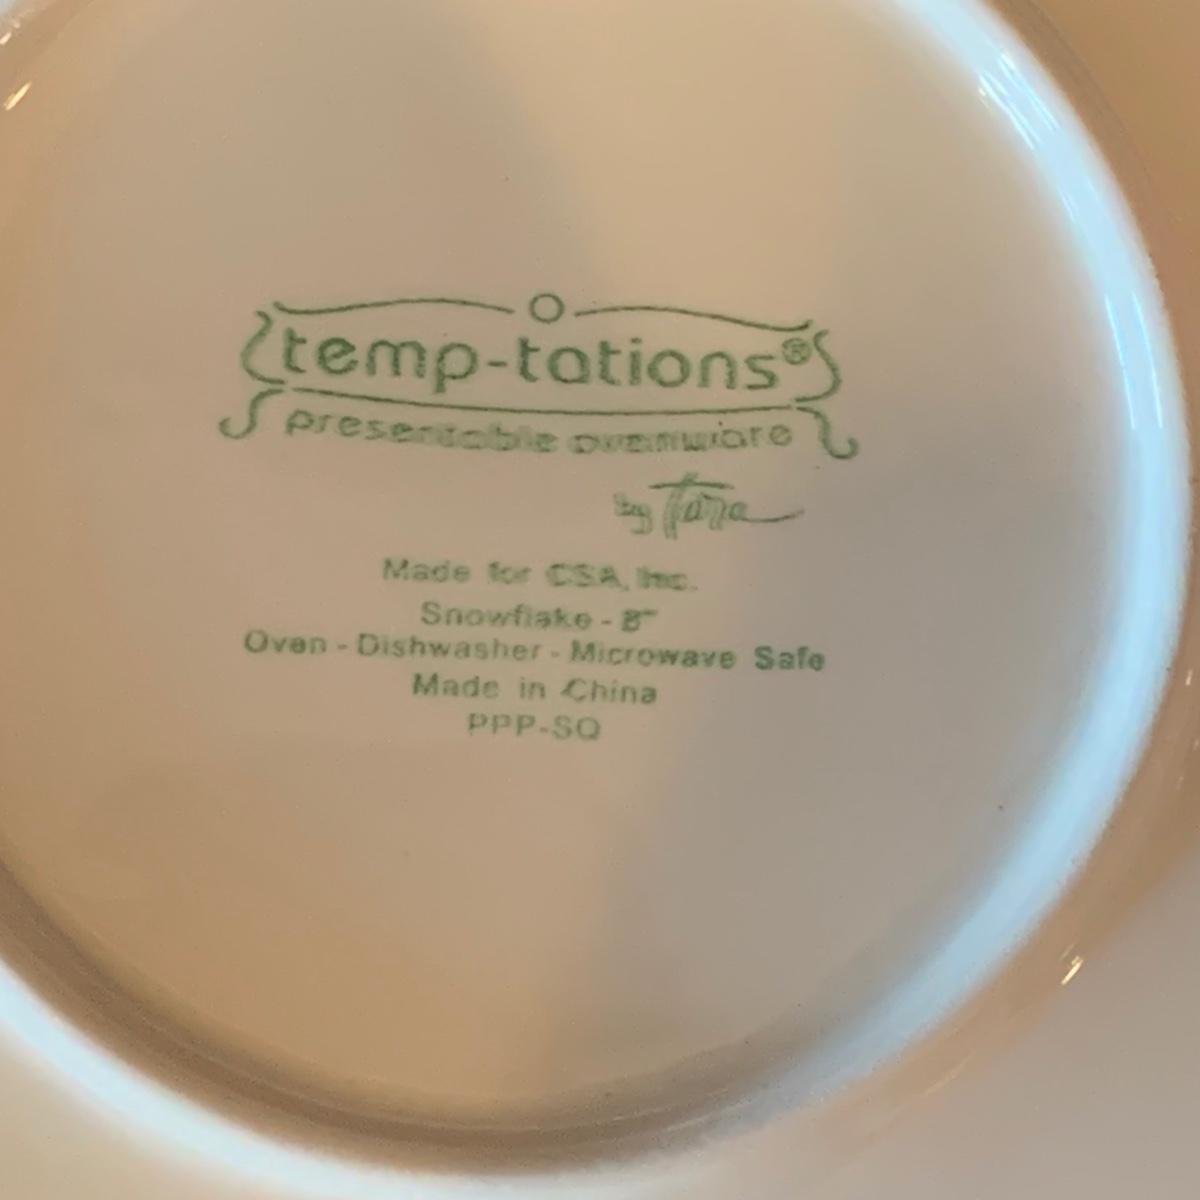 temp-tations®
presentable ovenware
by Tara
Made for CSA, Inc.
Snowflake - 8"
Oven - Dishwasher - Microwave Safe
Made in China
PPP-SQ